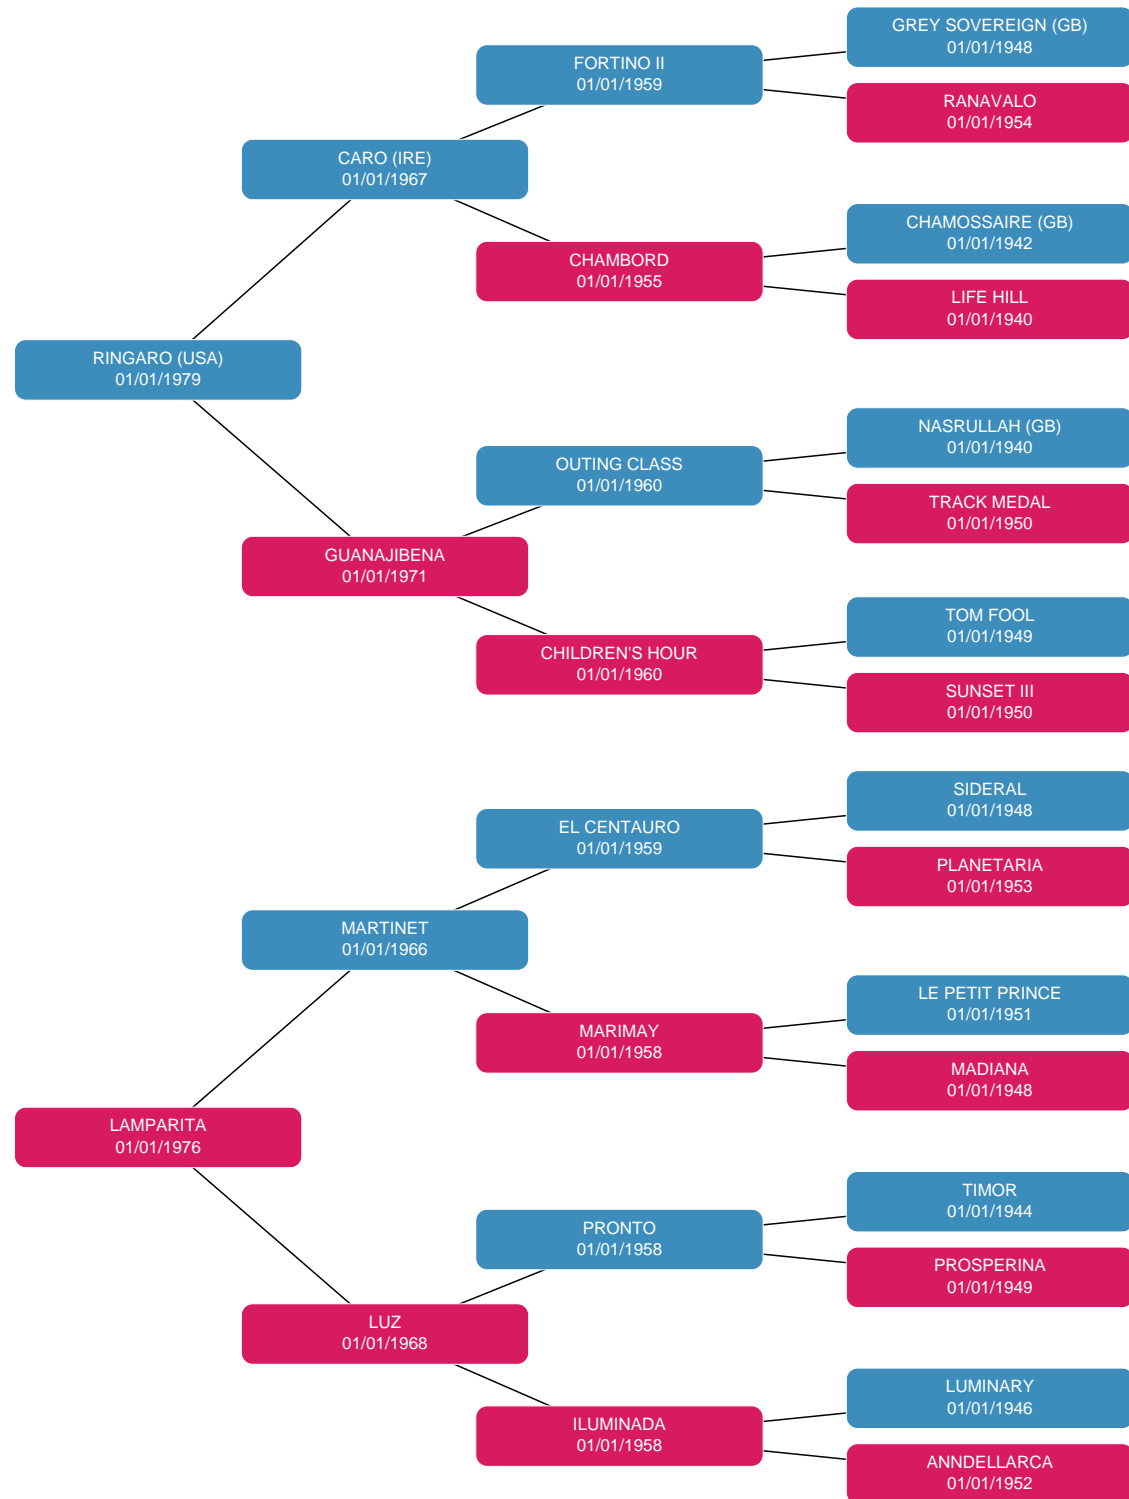 GREY SOVEREIGN (GB)
01/01/1948
FORTINO II
01/01/1959
RANAVALO
01/01/1954
CARO (IRE)
01/01/1967
CHAMOSSAIRE (GB)
01/01/1942
CHAMBORD
01/01/1955
LIFE HILL
01/01/1940
RINGARO (USA)
01/01/1979
NASRULLAH (GB)
01/01/1940
OUTING CLASS
01/01/1960
TRACK MEDAL
01/01/1950
GUANAJIBENA
01/01/1971
TOM FOOL
01/01/1949
CHILDREN'S HOUR
01/01/1960
SUNSET III
01/01/1950
SIDERAL
01/01/1948
EL CENTAURO
01/01/1959
PLANETARIA
01/01/1953
MARTINET
01/01/1966
LE PETIT PRINCE
01/01/1951
MARIMAY
01/01/1958
MADIANA
01/01/1948
LAMPARITA
01/01/1976
TIMOR
01/01/1944
PRONTO
01/01/1958
PROSPERINA
01/01/1949
LUZ
01/01/1968
LUMINARY
01/01/1946
ILUMINADA
01/01/1958
ANNDELLARCA
01/01/1952